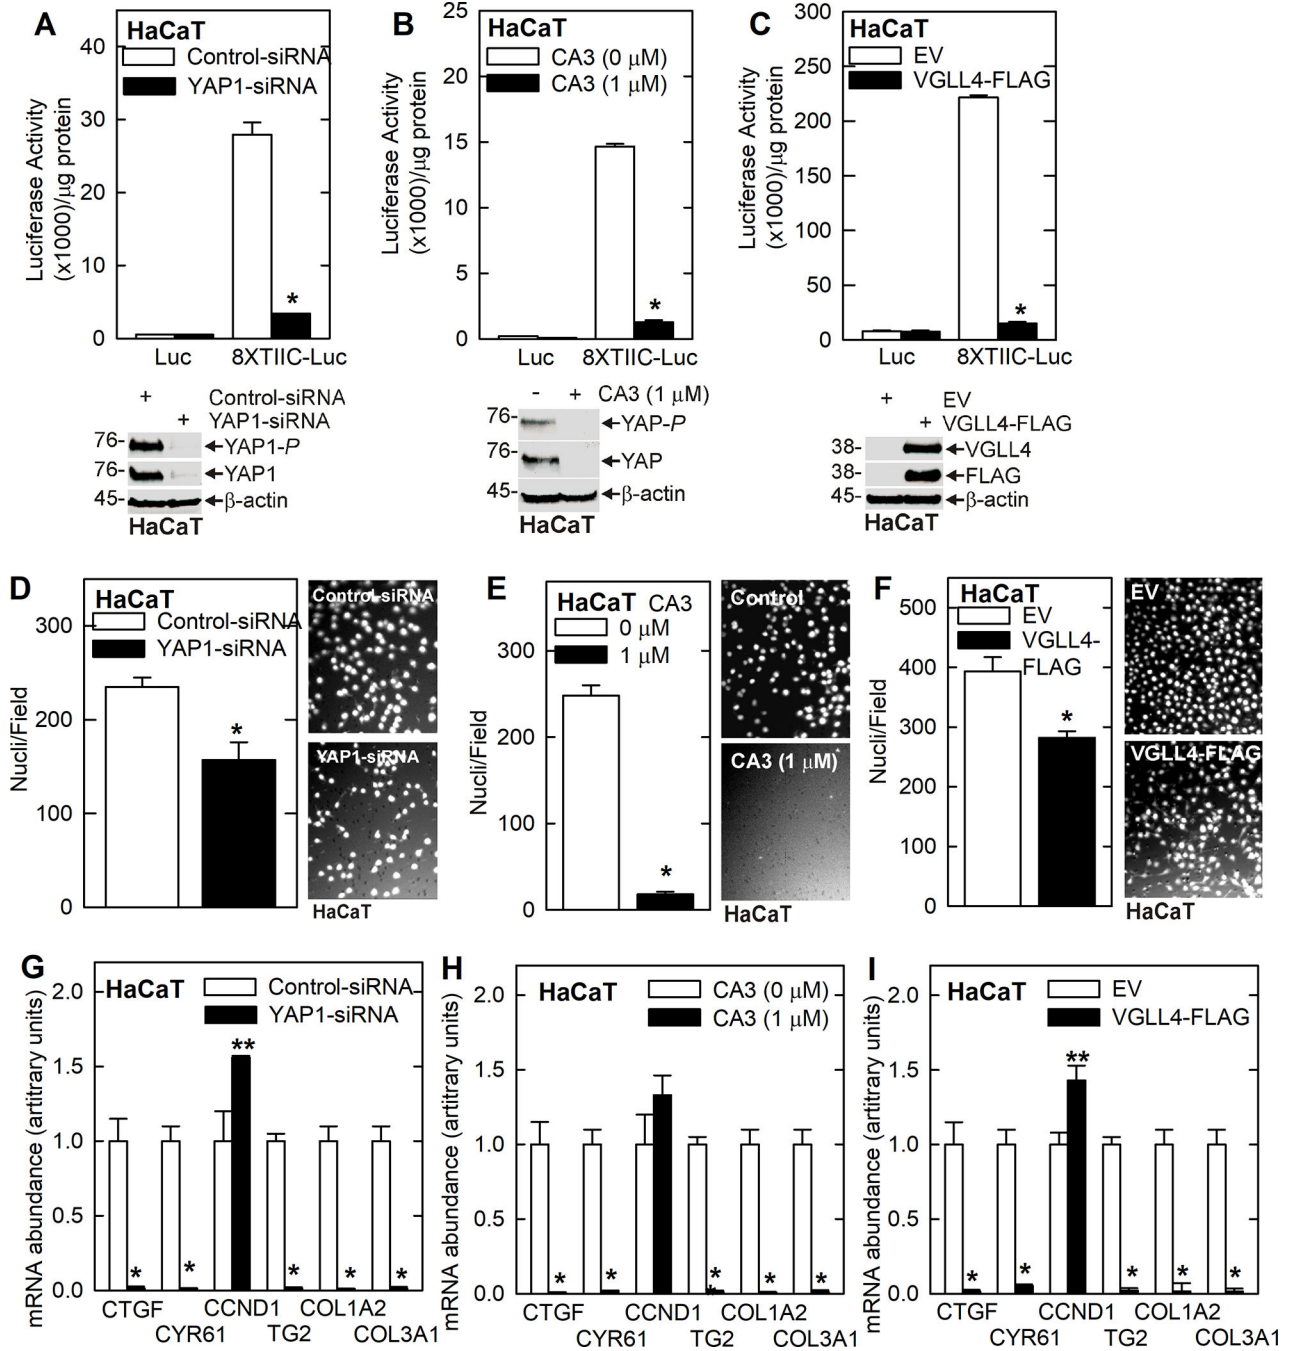 A
HaCaT
Control-siRNA
YAP1-siRNA
Luciferase Activity
(x1000)/µg protein
40
30
20
10
0
Luc 8XTIIC-Luc
+ Control-siRNA
+ YAP1-siRNA
76- YAP1-P
76- YAP1
45- β-actin
HaCaT
B
HaCaT
CA3 (0 µM)
CA3 (1 µM)
Luciferase Activity
(x1000)/µg protein
25
20
15
10
5
0
*
Luc 8XTIIC-Luc
- + CA3 (1 µM)
76- YAP-P
76- YAP
45- β-actin
HaCaT
C
HaCaT
EV
VGLL4-FLAG
Luciferase Activity
(x1000)/µg protein
300
250
200
150
100
50
0
*
Luc 8XTIIC-Luc
+ EV
+ VGLL4-FLAG
38- VGLL4
38- FLAG
45- β-actin
HaCaT
D
HaCaT
Control-siRNA
YAP1-siRNA
Nucli/Field
300
200
100
0
*
Control-siRNA
YAP1-siRNA
HaCaT
E
HaCaT CA3
0 µM
1 µM
Nucli/Field
300
200
100
0
*
Control
CA3 (1 µM)
HaCaT
F
HaCaT
EV
VGLL4-
FLAG
Nucli/Field
500
400
300
200
100
0
*
EV
VGLL4-FLAG
HaCaT
G
HaCaT
Control-siRNA
YAP1-siRNA
mRNA abundance (artitrary units)
2.0
1.5
1.0
0.5
0.0
* * ** * * *
CTGF CCND1 COL1A2
CYR61 TG2 COL3A1
H
HaCaT
CA3 (0 µM)
CA3 (1 µM)
mRNA abundance (artitrary units)
2.0
1.5
1.0
0.5
0.0
* * * * *
CTGF CCND1 COL1A2
CYR61 TG2 COL3A1
I
HaCaT
EV
VGLL4-FLAG
mRNA abundance (artitrary units)
2.0
1.5
1.0
0.5
0.0
* * ** * * *
CTGF CCND1 COL1A2
CYR61 TG2 COL3A1